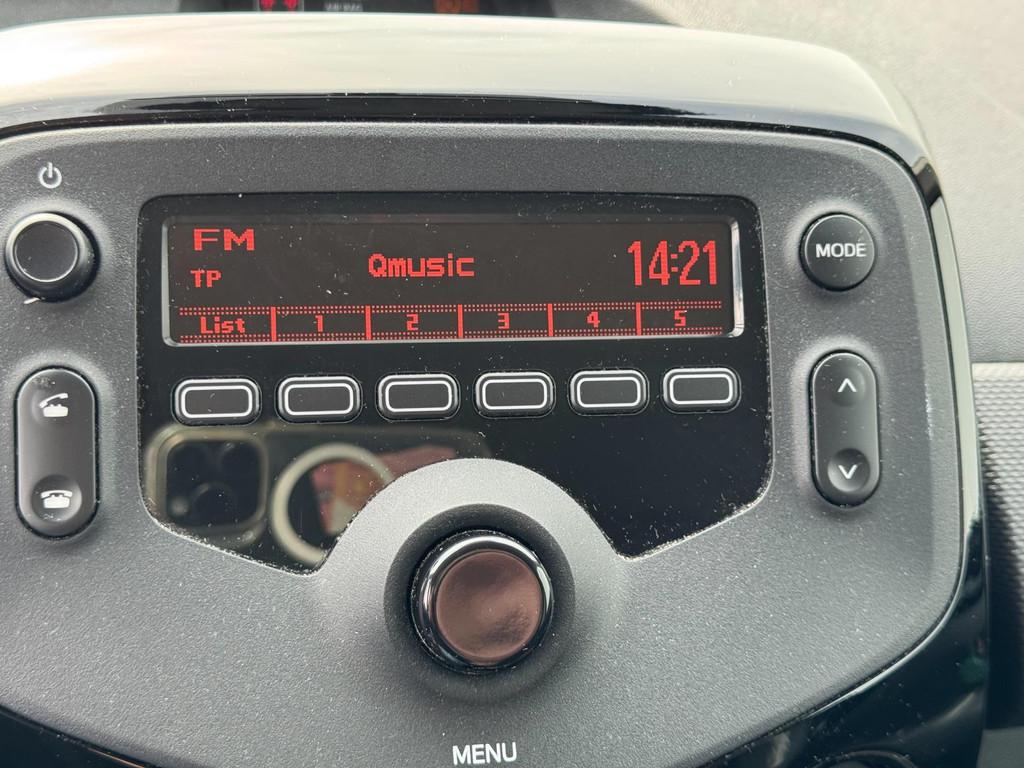 FM
TP
Qmusic
14:21
List 1 2 3 4 5
MODE
MENU